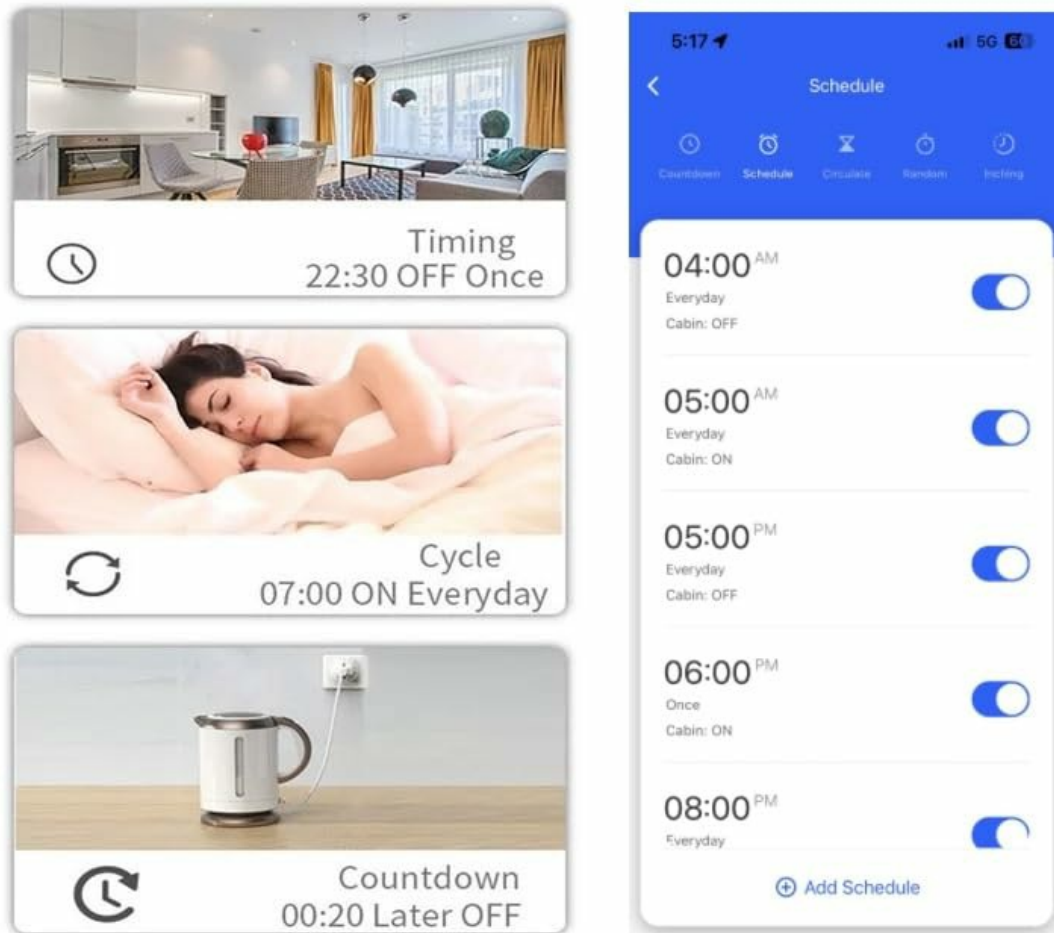 Timing
22:30 OFF Once
Cycle
07:00 ON Everyday
Countdown
00:20 Later OFF
5:17
5G 60
Schedule
Countdown Schedule Circulate Random Inching
04:00 AM
Everyday
Cabin: OFF
05:00 AM
Everyday
Cabin: ON
05:00 PM
Everyday
Cabin: OFF
06:00 PM
Once
Cabin: ON
08:00 PM
Everyday
Add Schedule